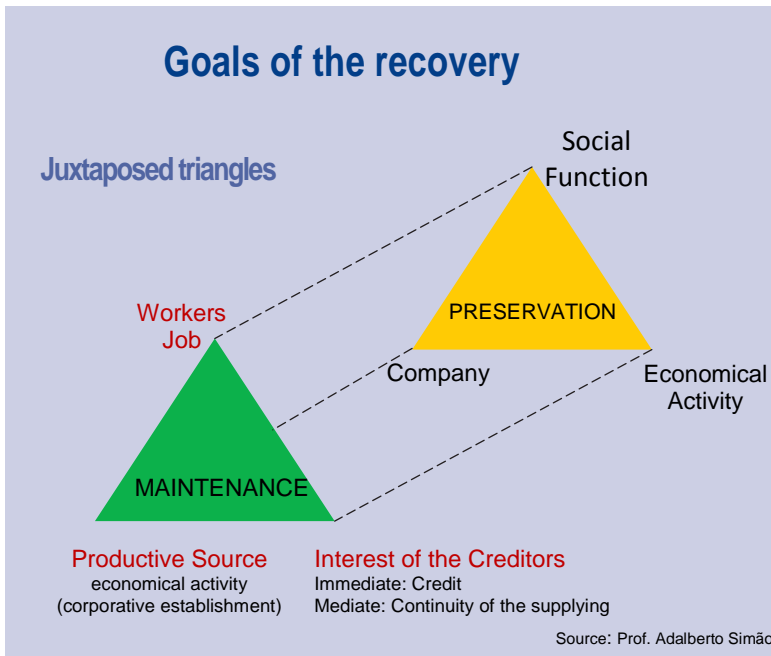 Goals of the recovery
Juxtaposed triangles
Social
Function
PRESERVATION
Company
Economical
Activity
Workers
Job
MAINTENANCE
Productive Source
economical activity
(corporative establishment)
Interest of the Creditors
Immediate: Credit
Mediate: Continuity of the supplying
Source: Prof. Adalberto Simão